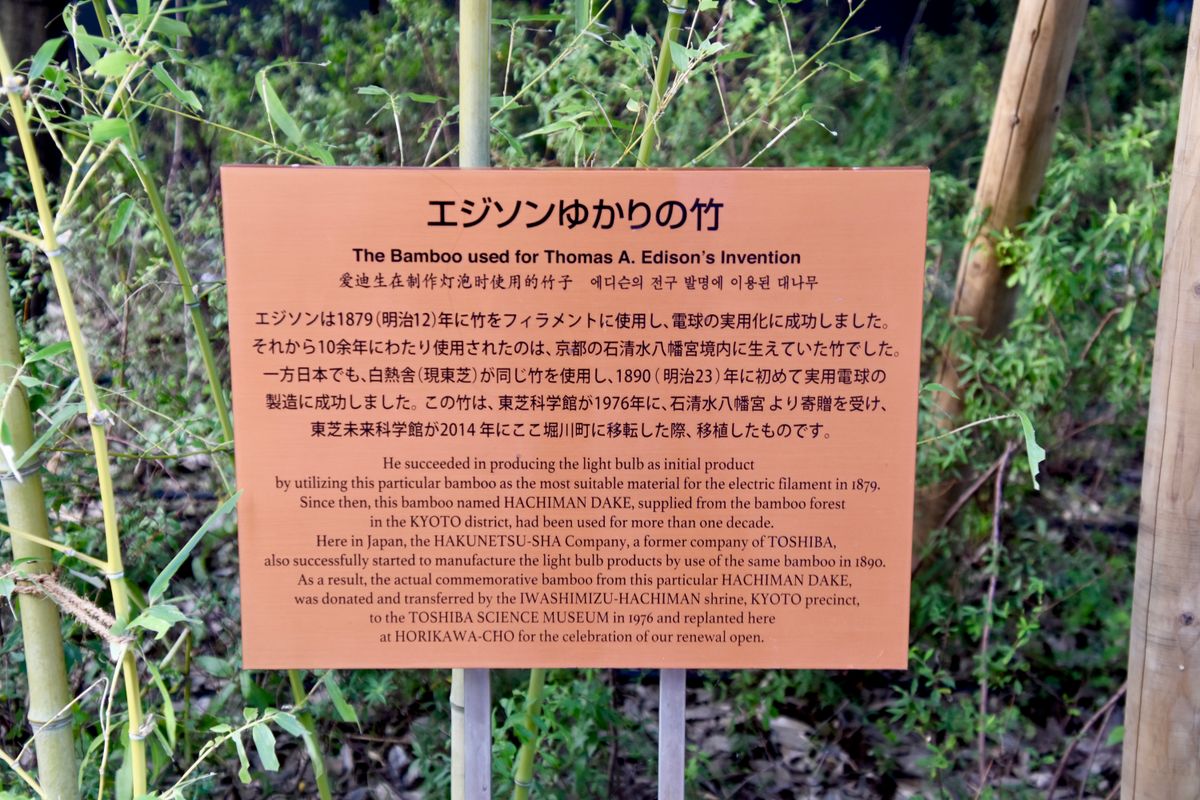 エジソンゆかりの竹
The Bamboo used for Thomas A. Edison's Invention
爱迪生在制作灯泡时使用的竹子　에디슨의 전구 발명에 이용된 대나무
エジソンは1879(明治12)年に竹をフィラメントに使用し、電球の実用化に成功しました。
それから10余年にわたり使用されたのは、京都の石清水八幡宮境内に生えていた竹でした。
一方日本でも、白熱舎(現東芝)が同じ竹を使用し、1890(明治23)年に初めて実用電球の
製造に成功しました。この竹は、東芝科学館が1976年に、石清水八幡宮より寄贈を受け、
東芝未来科学館が2014年にここ堀川町に移転した際、移植したものです。
He succeeded in producing the light bulb as initial product
by utilizing this particular bamboo as the most suitable material for the electric filament in 1879.
Since then, this bamboo named HACHIMAN DAKE, supplied from the bamboo forest
in the KYOTO district, had been used for more than one decade.
Here in Japan, the HAKUNETSU-SHA Company, a former company of TOSHIBA,
also successfully started to manufacture the light bulb products by use of the same bamboo in 1890.
As a result, the actual commemorative bamboo from this particular HACHIMAN DAKE,
was donated and transferred by the IWASHIMIZU-HACHIMAN shrine, KYOTO precinct,
to the TOSHIBA SCIENCE MUSEUM in 1976 and replanted here
at HORIKAWA-CHO for the celebration of our renewal open.